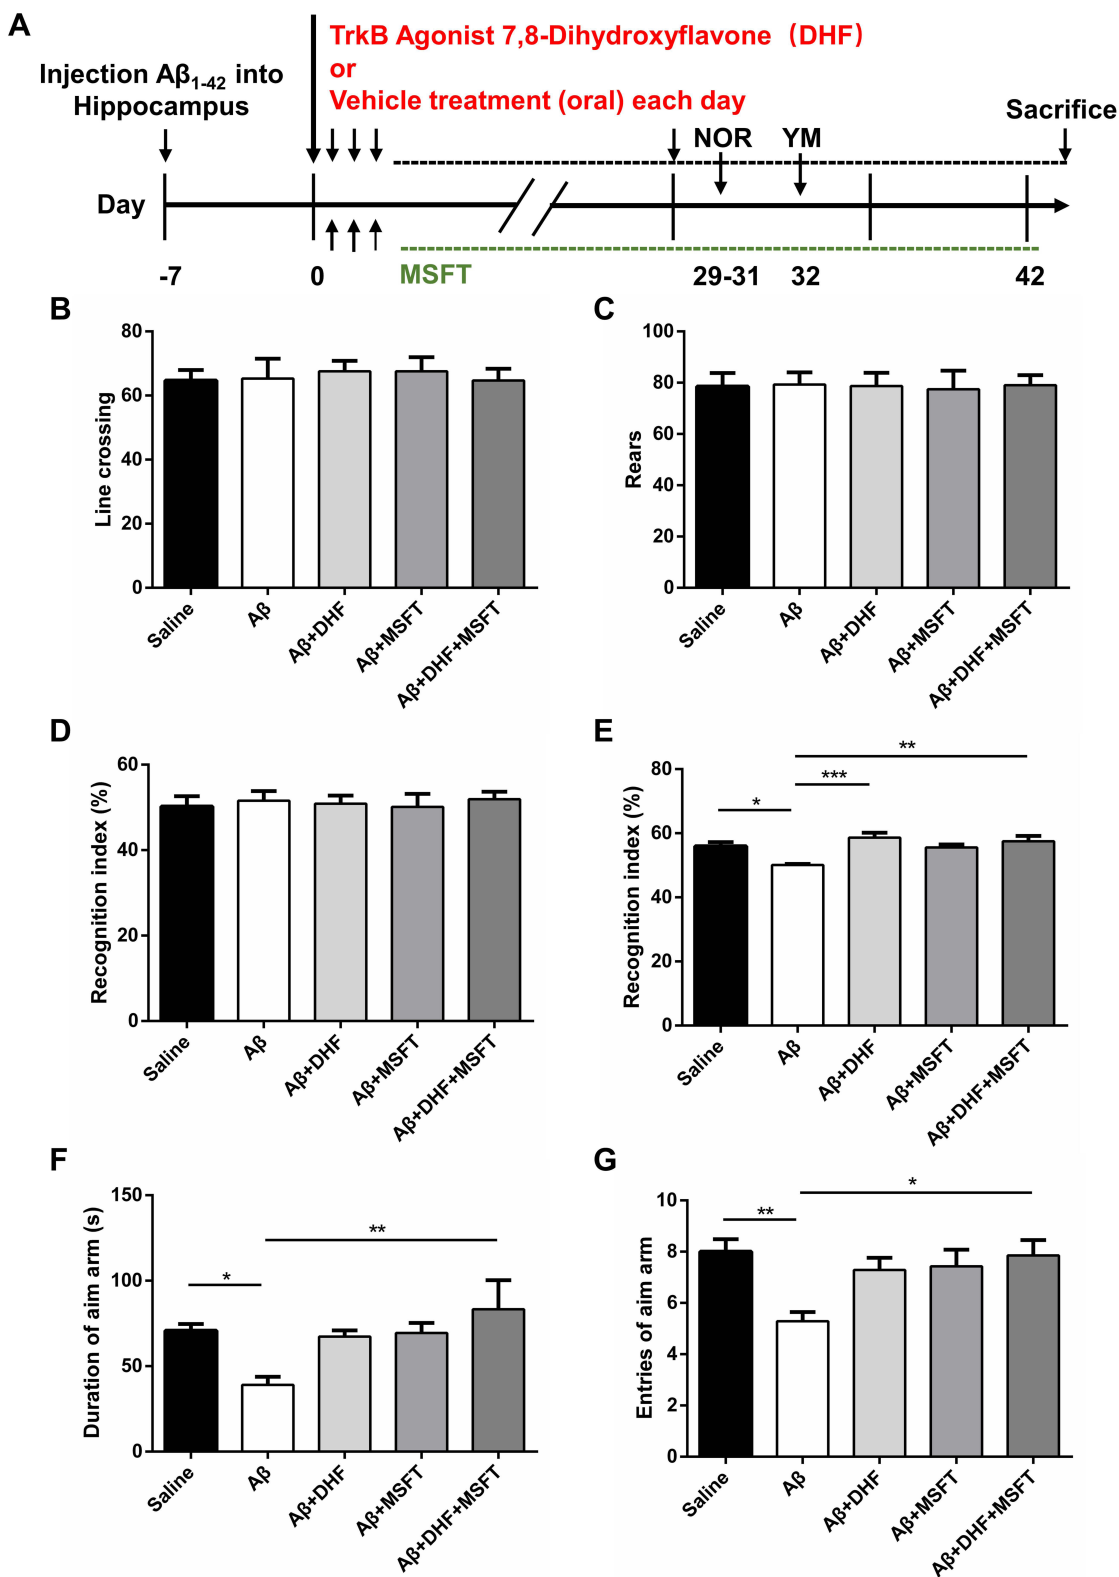 A
TrkB Agonist 7,8-Dihydroxyflavone (DHF)
or
Vehicle treatment (oral) each day
Injection Aβ1-42 into
Hippocampus
Sacrifice
NOR YM
Day
MSFT
-7 0 29-31 32 42
B
Line crossing
80
60
40
20
0
Saline
Aβ
Aβ+DHF
Aβ+MSFT
Aβ+DHF+MSFT
C
Rears
100
80
60
40
20
0
Saline
Aβ
Aβ+DHF
Aβ+MSFT
Aβ+DHF+MSFT
D
Recognition index (%)
60
40
20
0
Saline
Aβ
Aβ+DHF
Aβ+MSFT
Aβ+DHF+MSFT
E
Recognition index (%)
80
60
40
20
0
**
***
*
Saline
Aβ
Aβ+DHF
Aβ+MSFT
Aβ+DHF+MSFT
F
Duration of aim arm (s)
150
100
50
0
**
*
Saline
Aβ
Aβ+DHF
Aβ+MSFT
Aβ+DHF+MSFT
G
Entries of aim arm
10
8
6
4
2
0
*
**
Saline
Aβ
Aβ+DHF
Aβ+MSFT
Aβ+DHF+MSFT